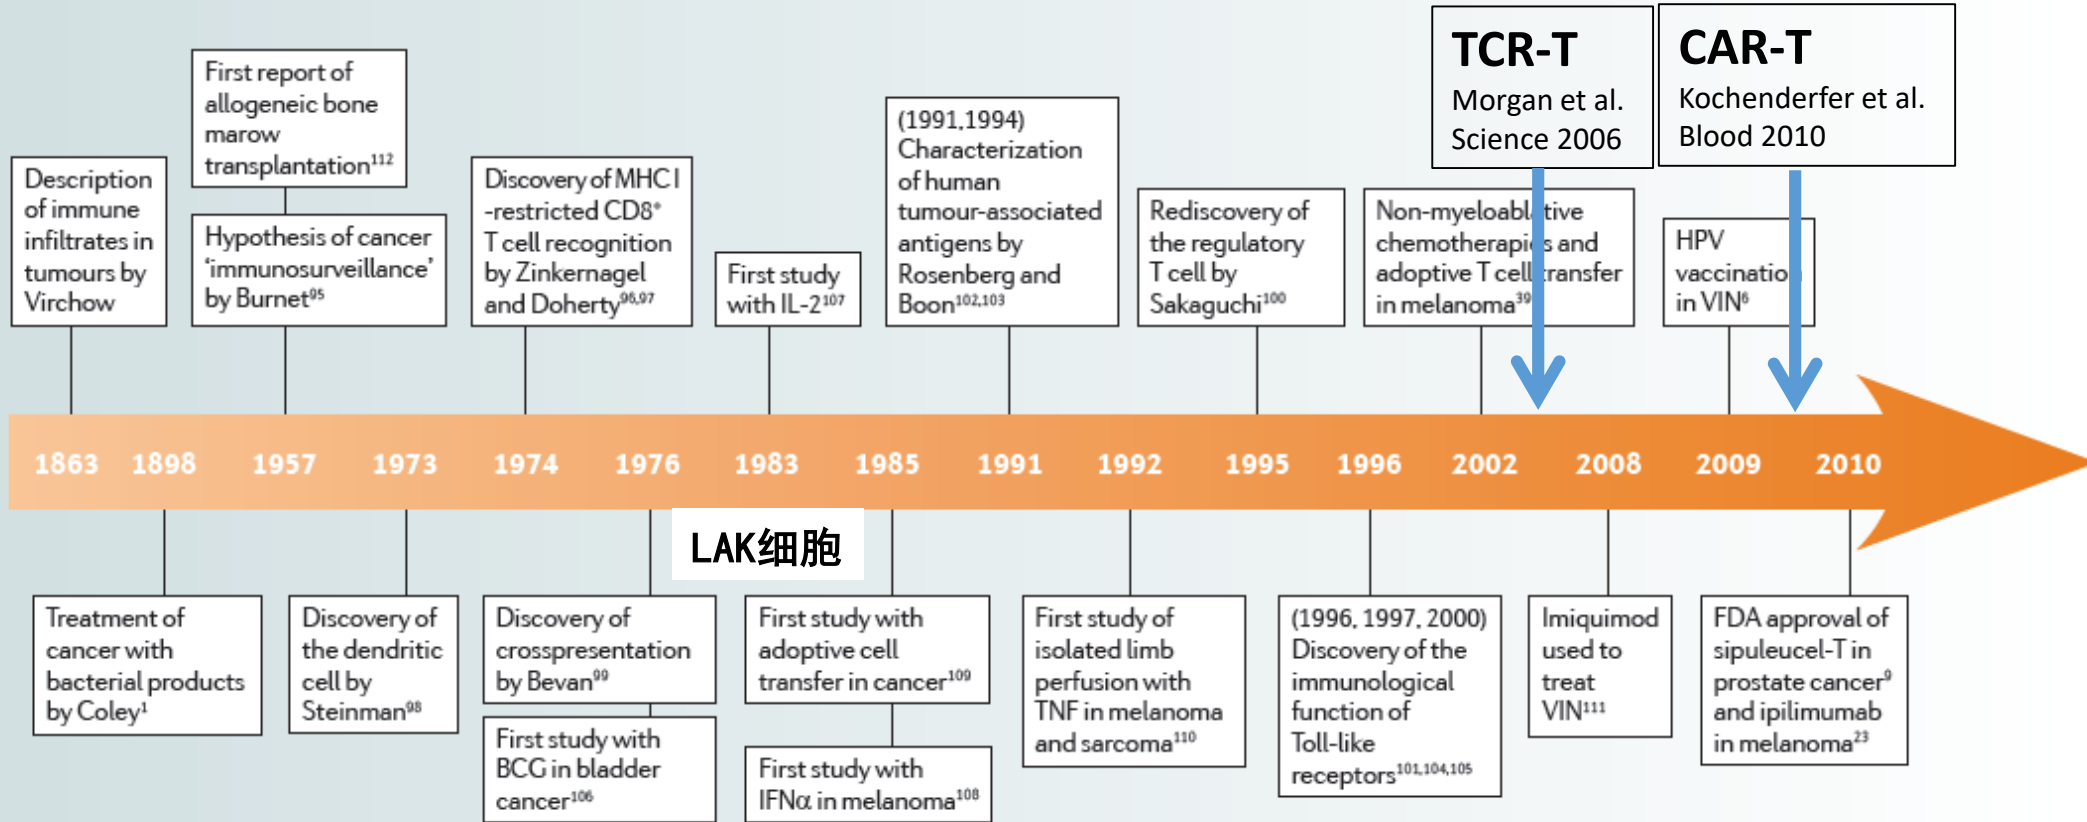 TCR-T
Morgan et al.
Science 2006
CAR-T
Kochenderfer et al.
Blood 2010
Description
of immune
infiltrates in
tumours by
Virchow
First report of
allogeneic bone
marow
transplantation¹¹²
Hypothesis of cancer
‘immunosurveillance’
by Burnet⁹⁵
Discovery of MHC I
-restricted CD8⁺
T cell recognition
by Zinkernagel
and Doherty⁹⁶,⁹⁷
First study
with IL-2¹⁰⁷
(1991,1994)
Characterization
of human
tumour-associated
antigens by
Rosenberg and
Boon¹⁰²,¹⁰³
Rediscovery of
the regulatory
T cell by
Sakaguchi¹⁰⁰
Non-myeloablative
chemotherapies and
adoptive T cell transfer
in melanoma³⁹
HPV
vaccination
in VIN⁶
1863 1898 1957 1973 1974 1976 1983 1985 1991 1992 1995 1996 2002 2008 2009 2010
LAK细胞
Treatment of
cancer with
bacterial products
by Coley¹
Discovery of
the dendritic
cell by
Steinman⁹⁸
Discovery of
crosspresentation
by Bevan⁹⁹
First study with
BCG in bladder
cancer¹⁰⁶
First study with
adoptive cell
transfer in cancer¹⁰⁹
First study with
IFNα in melanoma¹⁰⁸
First study of
isolated limb
perfusion with
TNF in melanoma
and sarcoma¹¹⁰
(1996, 1997, 2000)
Discovery of the
immunological
function of
Toll-like
receptors¹⁰¹,¹⁰⁴,¹⁰⁵
Imiquimod
used to
treat
VIN¹¹¹
FDA approval of
sipuleucel-T in
prostate cancer⁹
and ipilimumab
in melanoma²³